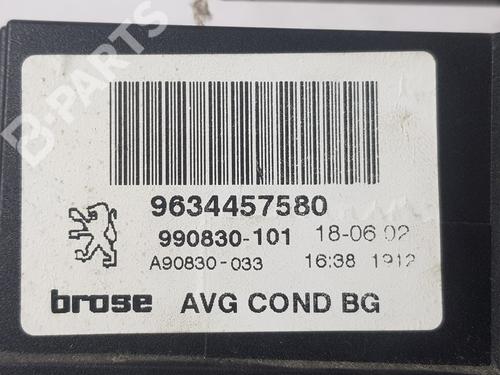 B-PARTS
9634457580
990830-101 18-06 02
A90830-033 16:38 1912
brose AVG COND BG